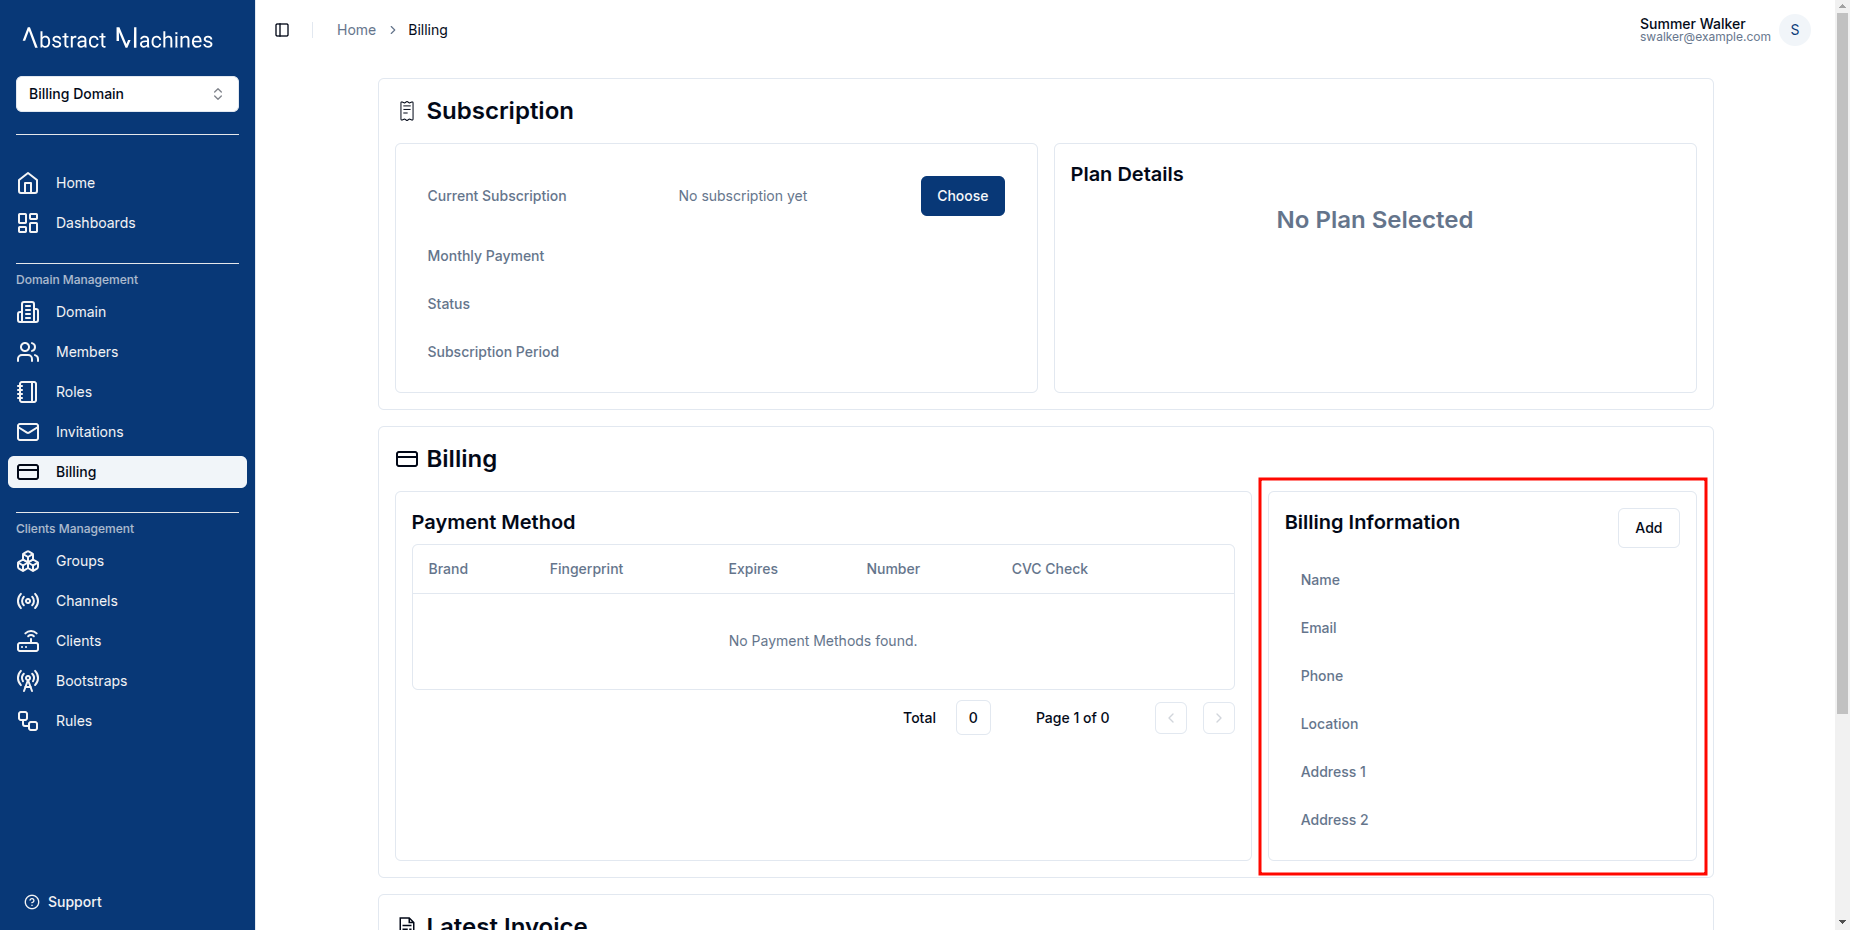 Abstract Machines
Billing Domain
Home
Dashboards
Domain Management
Domain
Members
Roles
Invitations
Billing
Clients Management
Groups
Channels
Clients
Bootstraps
Rules
Support
Home > Billing
Summer Walker
swalker@example.com
S
Subscription
Current Subscription No subscription yet Choose
Monthly Payment
Status
Subscription Period
Plan Details
No Plan Selected
Billing
Payment Method
Brand Fingerprint Expires Number CVC Check
No Payment Methods found.
Total 0 Page 1 of 0
Billing Information Add
Name
Email
Phone
Location
Address 1
Address 2
Latest Invoice